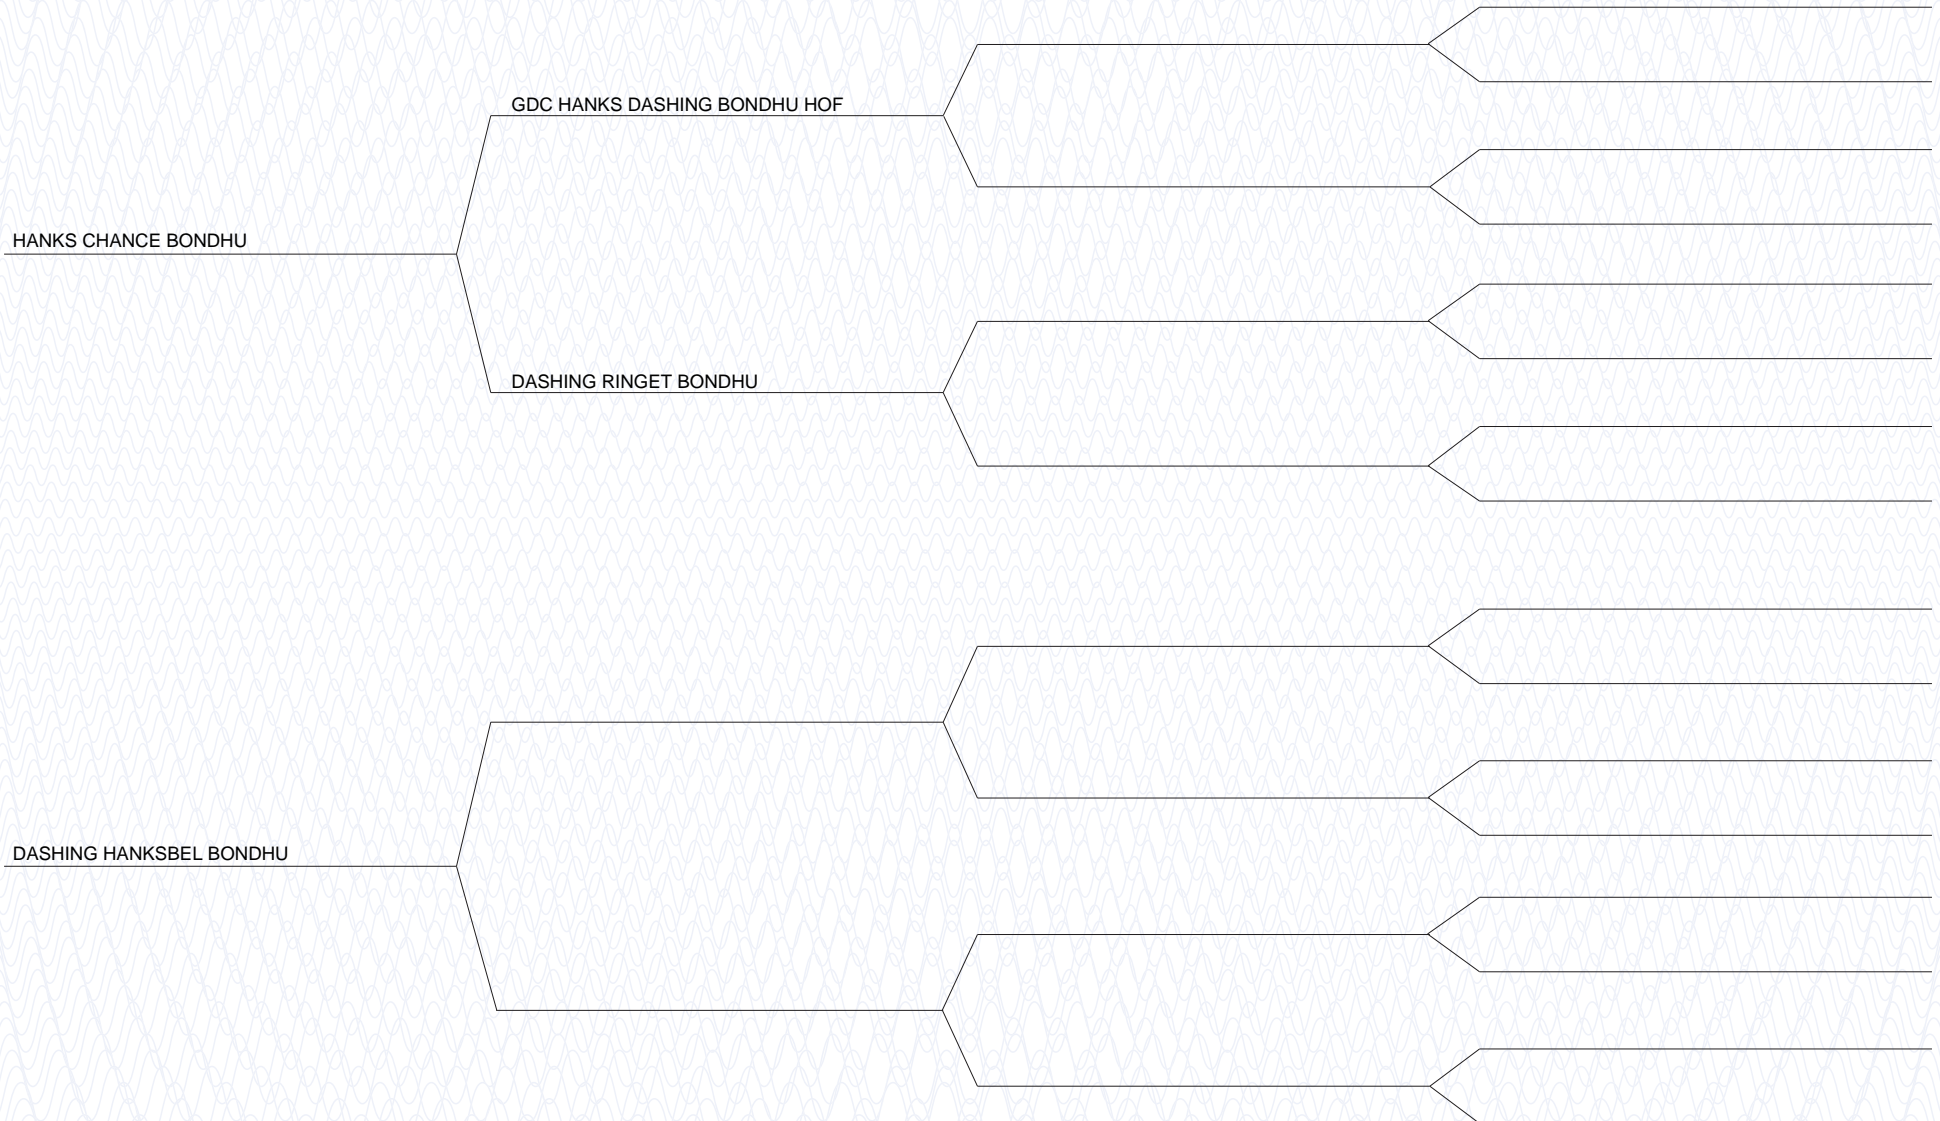 GDC HANKS DASHING BONDHU HOF
HANKS CHANCE BONDHU
DASHING RINGET BONDHU
DASHING HANKSBEL BONDHU